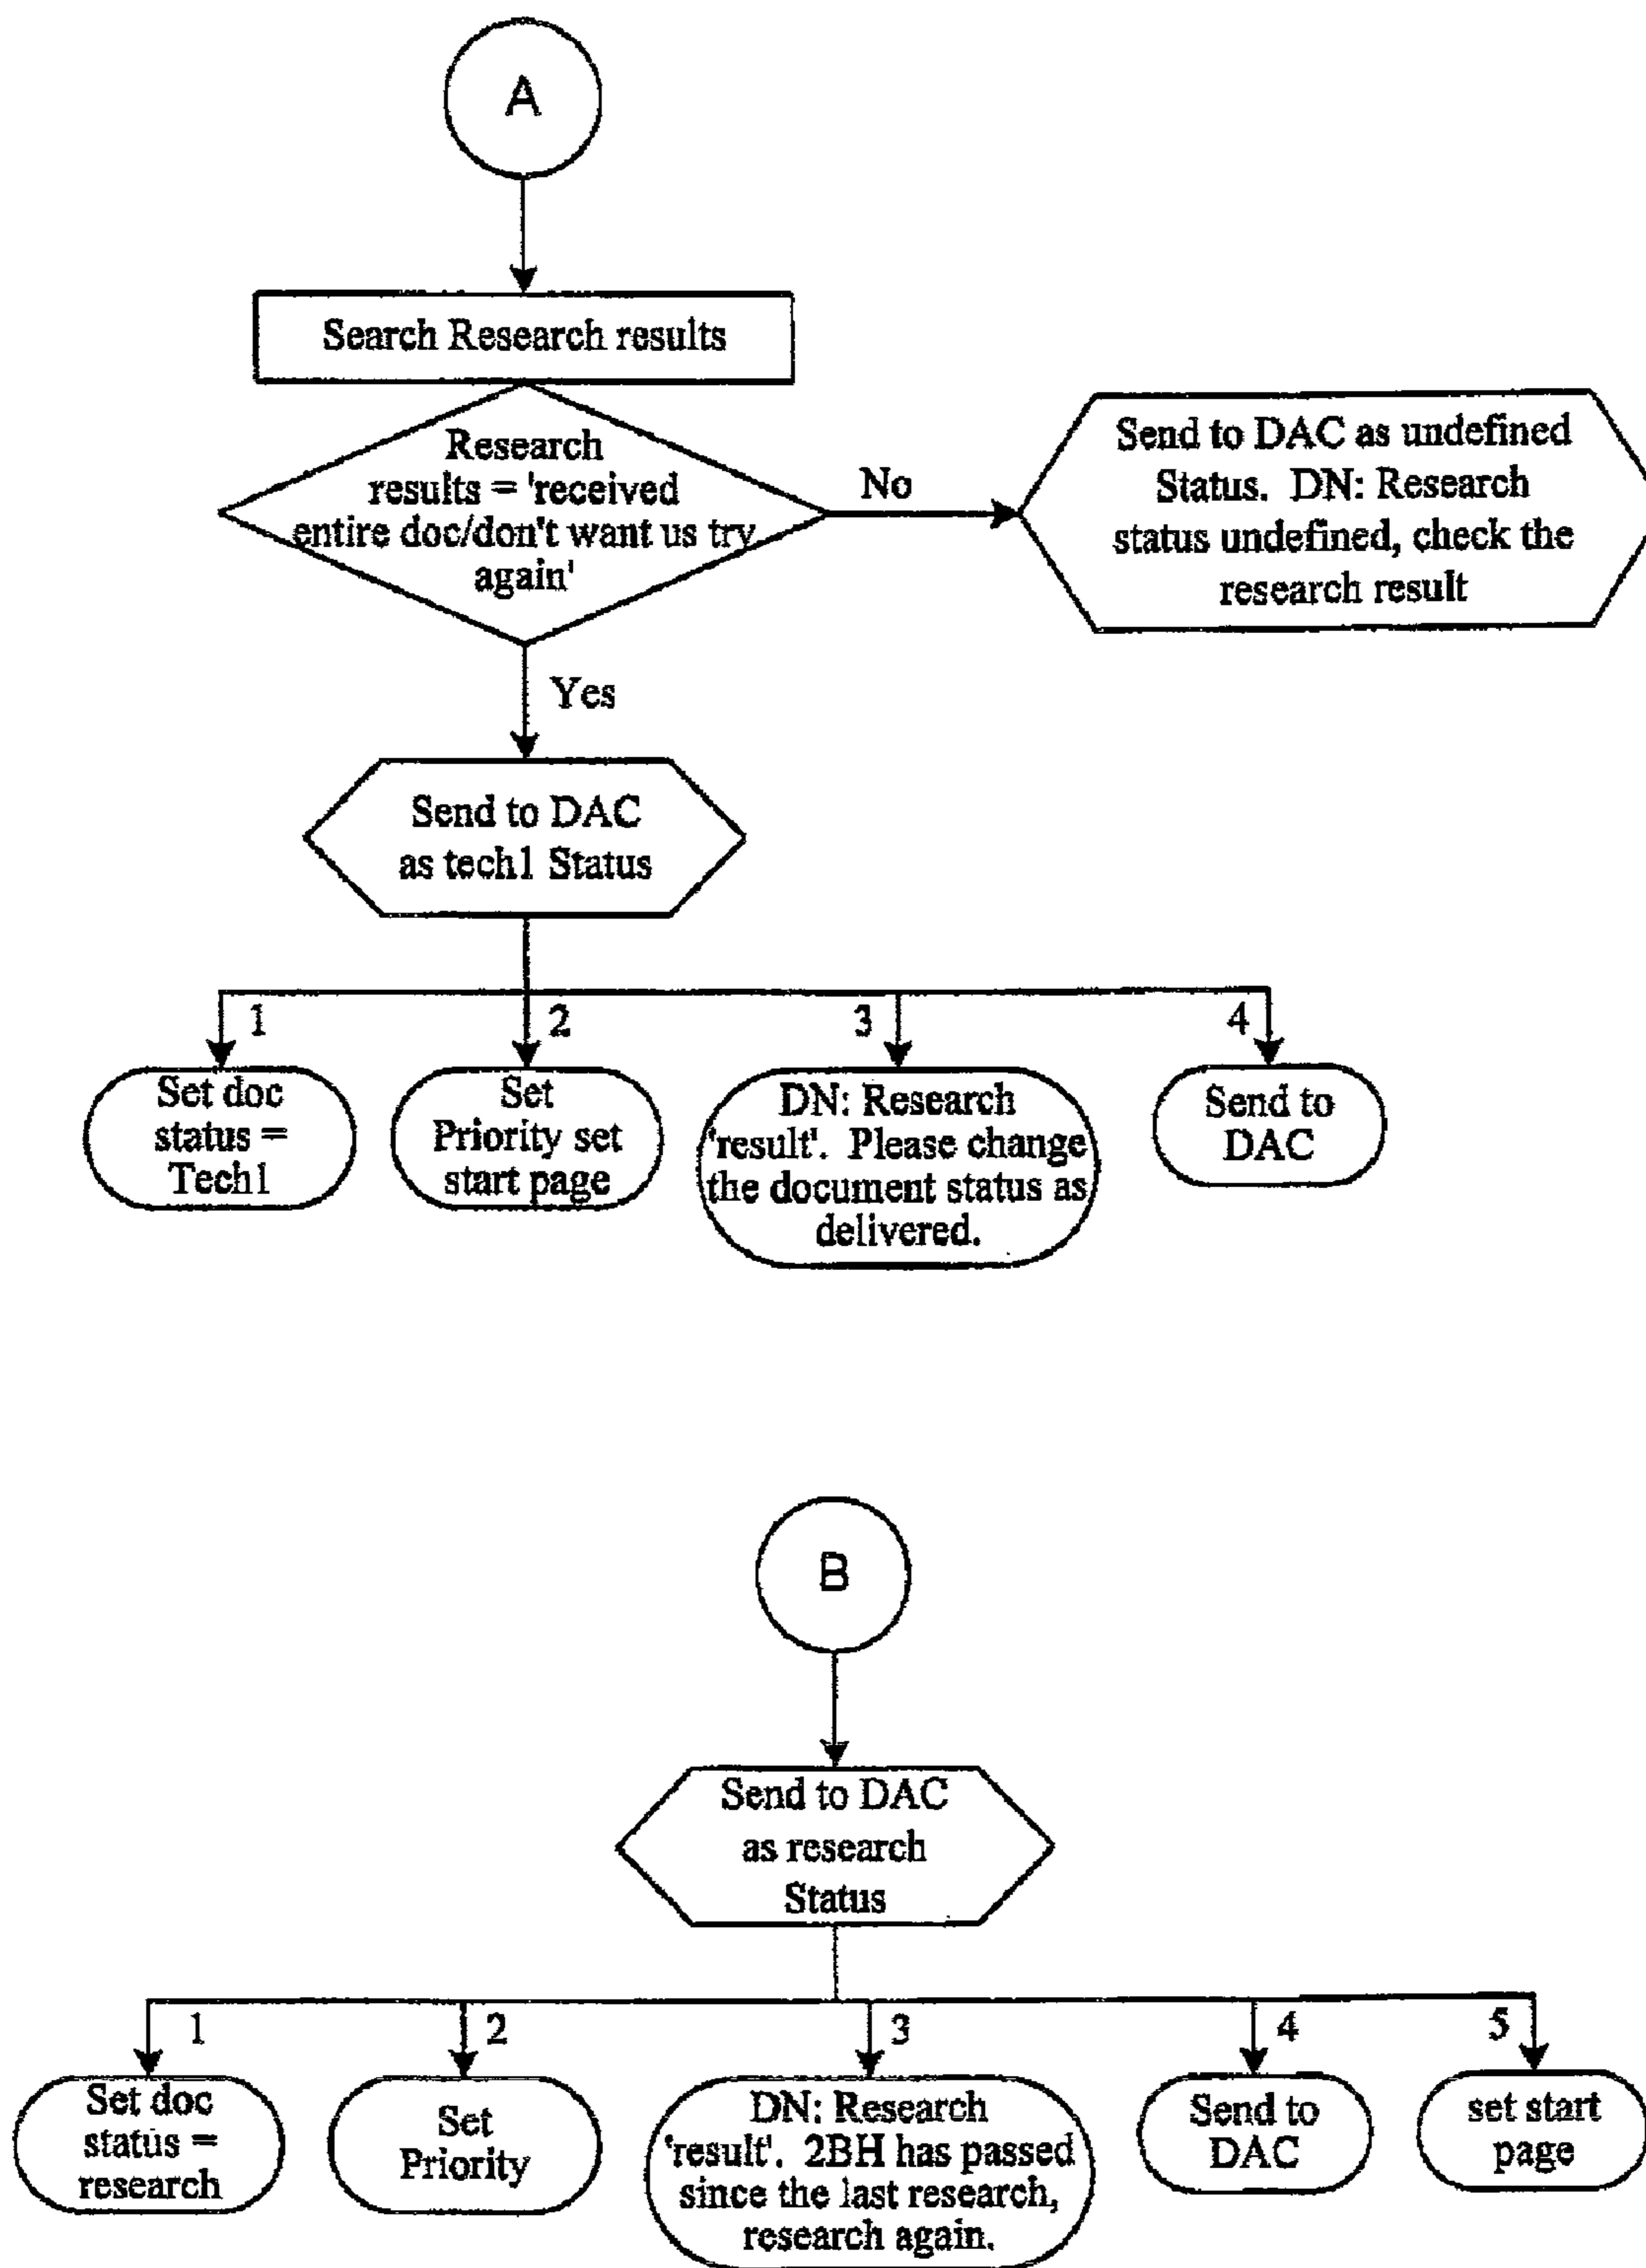 A
Search Research results
Research
results = 'received
entire doc/don't want us try
again'
No
Send to DAC as undefined
Status. DN: Research
status undefined, check the
research result
Yes
Send to DAC
as tech1 Status
1
2
3
4
Set doc
status =
Tech1
Set
Priority set
start page
DN: Research
'result'. Please change
the document status as
delivered.
Send to
DAC
B
Send to DAC
as research
Status
1
2
3
4
5
Set doc
status =
research
Set
Priority
DN: Research
'result'. 2BH has passed
since the last research,
research again.
Send to
DAC
set start
page